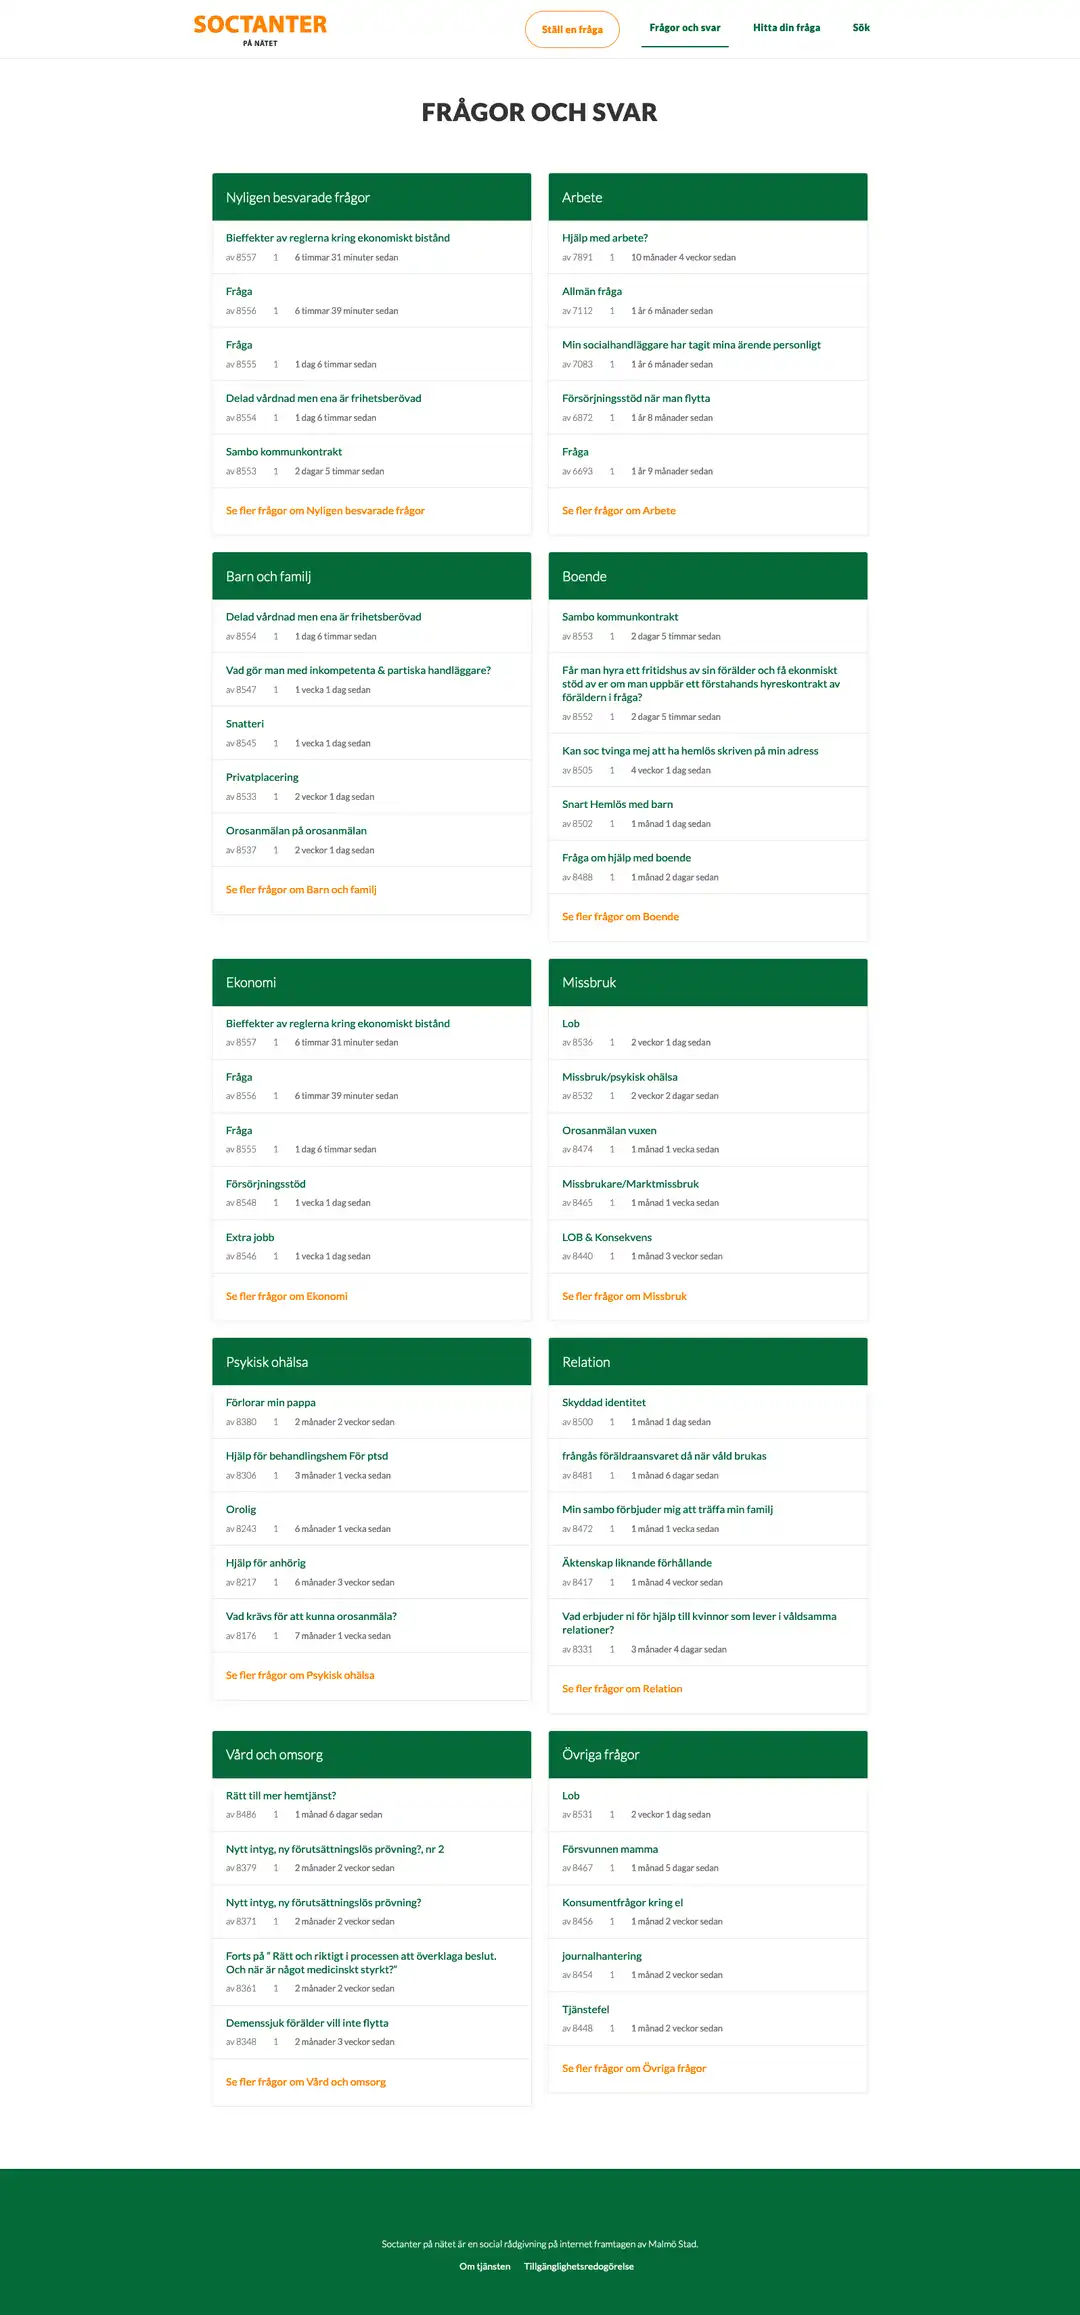 SOCTANTER
PÅ NÄTET
Ställ en fråga
Frågor och svar
Hitta din fråga
Sök
FRÅGOR OCH SVAR
Nyligen besvarade frågor
Bieffekter av reglerna kring ekonomiskt bistånd
av 8557 1 6 timmar 31 minuter sedan
Fråga
av 8556 1 6 timmar 39 minuter sedan
Fråga
av 8555 1 1 dag 6 timmar sedan
Delad vårdnad men ena är frihetsberövad
av 8554 1 1 dag 6 timmar sedan
Sambo kommunkontrakt
av 8553 1 2 dagar 5 timmar sedan
Se fler frågor om Nyligen besvarade frågor
Arbete
Hjälp med arbete?
av 7891 1 10 månader 4 veckor sedan
Allmän fråga
av 7112 1 1 år 6 månader sedan
Min socialhandläggare har tagit mina ärende personligt
av 7083 1 1 år 6 månader sedan
Försörjningsstöd när man flytta
av 6872 1 1 år 8 månader sedan
Fråga
av 6693 1 1 år 9 månader sedan
Se fler frågor om Arbete
Barn och familj
Delad vårdnad men ena är frihetsberövad
av 8554 1 1 dag 6 timmar sedan
Vad gör man med inkompetenta & partiska handläggare?
av 8547 1 1 vecka 1 dag sedan
Snatteri
av 8545 1 1 vecka 1 dag sedan
Privatplacering
av 8533 1 2 veckor 1 dag sedan
Orosanmälan på orosanmälan
av 8537 1 2 veckor 1 dag sedan
Se fler frågor om Barn och familj
Boende
Sambo kommunkontrakt
av 8553 1 2 dagar 5 timmar sedan
Får man hyra ett fritidshus av sin förälder och få ekonmiskt
stöd av er om man uppbär ett förstahands hyreskontrakt av
föräldern i fråga?
av 8552 1 2 dagar 5 timmar sedan
Kan soc tvinga mej att ha hemlös skriven på min adress
av 8505 1 4 veckor 1 dag sedan
Snart Hemlös med barn
av 8502 1 1 månad 1 dag sedan
Fråga om hjälp med boende
av 8488 1 1 månad 2 dagar sedan
Se fler frågor om Boende
Ekonomi
Bieffekter av reglerna kring ekonomiskt bistånd
av 8557 1 6 timmar 31 minuter sedan
Fråga
av 8556 1 6 timmar 39 minuter sedan
Fråga
av 8555 1 1 dag 6 timmar sedan
Försörjningsstöd
av 8548 1 1 vecka 1 dag sedan
Extra jobb
av 8546 1 1 vecka 1 dag sedan
Se fler frågor om Ekonomi
Missbruk
Lob
av 8536 1 2 veckor 1 dag sedan
Missbruk/psykisk ohälsa
av 8532 1 2 veckor 2 dagar sedan
Orosanmälan vuxen
av 8474 1 1 månad 1 vecka sedan
Missbrukare/Marktmissbruk
av 8465 1 1 månad 1 vecka sedan
LOB & Konsekvens
av 8440 1 1 månad 3 veckor sedan
Se fler frågor om Missbruk
Psykisk ohälsa
Förlorar min pappa
av 8380 1 2 månader 2 veckor sedan
Hjälp för behandlingshem För ptsd
av 8306 1 3 månader 1 vecka sedan
Orolig
av 8243 1 6 månader 1 vecka sedan
Hjälp för anhörig
av 8217 1 6 månader 3 veckor sedan
Vad krävs för att kunna orosanmäla?
av 8176 1 7 månader 1 vecka sedan
Se fler frågor om Psykisk ohälsa
Relation
Skyddad identitet
av 8500 1 1 månad 1 dag sedan
frångås föräldraansvaret då när våld brukas
av 8481 1 1 månad 6 dagar sedan
Min sambo förbjuder mig att träffa min familj
av 8472 1 1 månad 1 vecka sedan
Äktenskap liknande förhållande
av 8417 1 1 månad 4 veckor sedan
Vad erbjuder ni för hjälp till kvinnor som lever i våldsamma
relationer?
av 8331 1 3 månader 4 dagar sedan
Se fler frågor om Relation
Vård och omsorg
Rätt till mer hemtjänst?
av 8486 1 1 månad 6 dagar sedan
Nytt intyg, ny förutsättningslös prövning?, nr 2
av 8379 1 2 månader 2 veckor sedan
Nytt intyg, ny förutsättningslös prövning?
av 8371 1 2 månader 2 veckor sedan
Forts på ” Rätt och riktigt i processen att överklaga beslut.
Och när är något medicinskt styrkt?”
av 8361 1 2 månader 2 veckor sedan
Demenssjuk förälder vill inte flytta
av 8348 1 2 månader 3 veckor sedan
Se fler frågor om Vård och omsorg
Övriga frågor
Lob
av 8531 1 2 veckor 1 dag sedan
Försvunnen mamma
av 8467 1 1 månad 5 dagar sedan
Konsumentfrågor kring el
av 8456 1 1 månad 2 veckor sedan
journalhantering
av 8454 1 1 månad 2 veckor sedan
Tjänstefel
av 8448 1 1 månad 2 veckor sedan
Se fler frågor om Övriga frågor
Soctanter på nätet är en social rådgivning på internet framtagen av Malmö Stad.
Om tjänsten Tillgänglighetsredogörelse